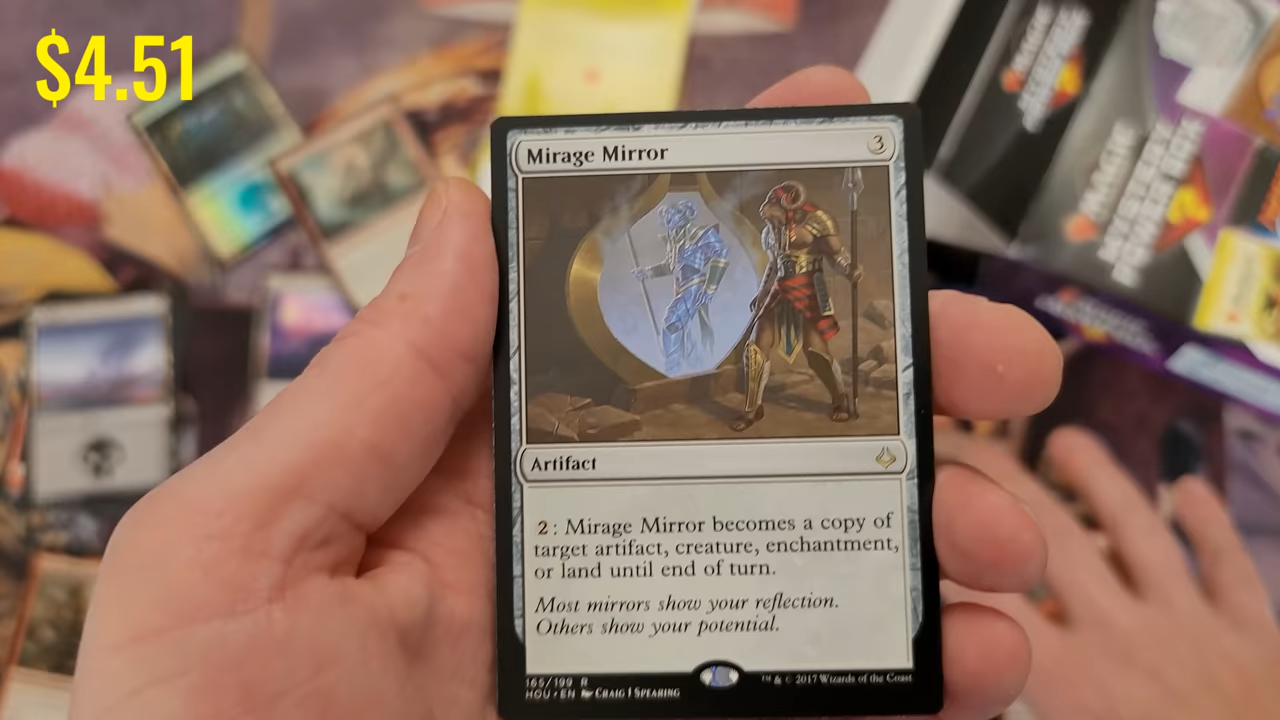 $4.51
Mirage Mirror 3
Artifact
2: Mirage Mirror becomes a copy of
target artifact, creature, enchantment,
or land until end of turn.
Most mirrors show your reflection.
Others show your potential.
165/199 R
HOU • EN Craig J Spearing
™ & © 2017 Wizards of the Coast
MAGIC
MAGIC